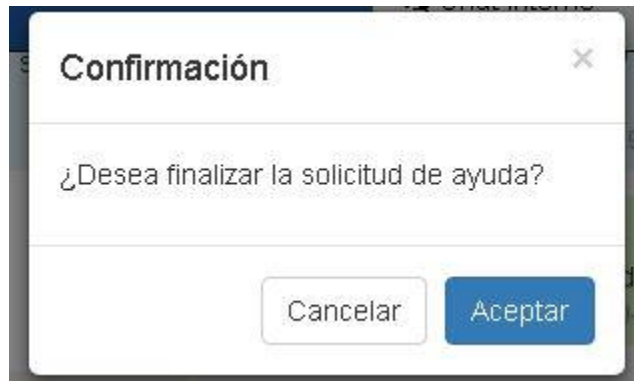 Confirmación ×
¿Desea finalizar la solicitud de ayuda?
Cancelar Aceptar